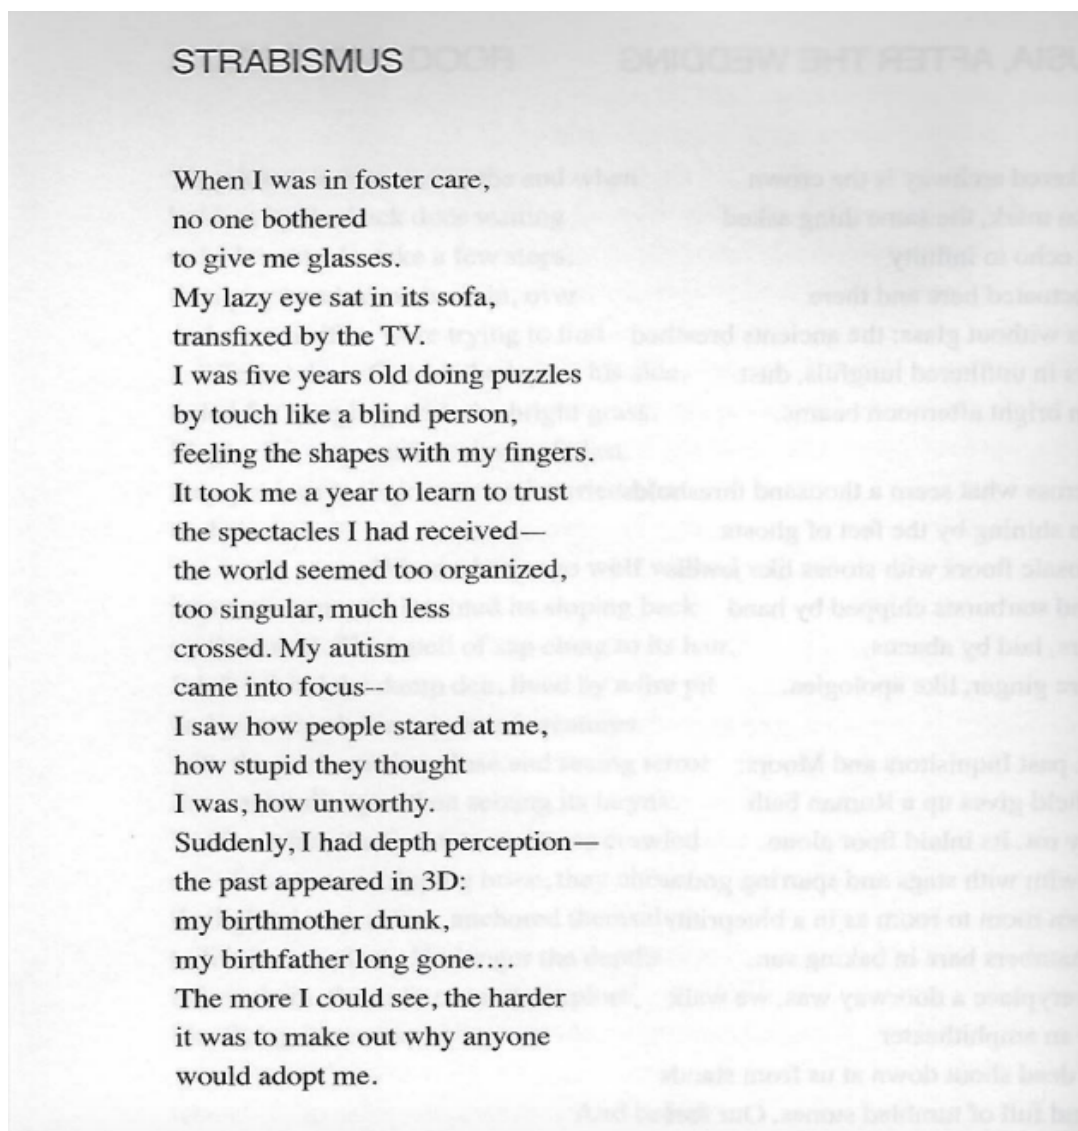 STRABISMUS
When I was in foster care,
no one bothered
to give me glasses.
My lazy eye sat in its sofa,
transfixed by the TV.
I was five years old doing puzzles
by touch like a blind person,
feeling the shapes with my fingers.
It took me a year to learn to trust
the spectacles I had received—
the world seemed too organized,
too singular, much less
crossed. My autism
came into focus—
I saw how people stared at me,
how stupid they thought
I was, how unworthy.
Suddenly, I had depth perception—
the past appeared in 3D:
my birthmother drunk,
my birthfather long gone....
The more I could see, the harder
it was to make out why anyone
would adopt me.